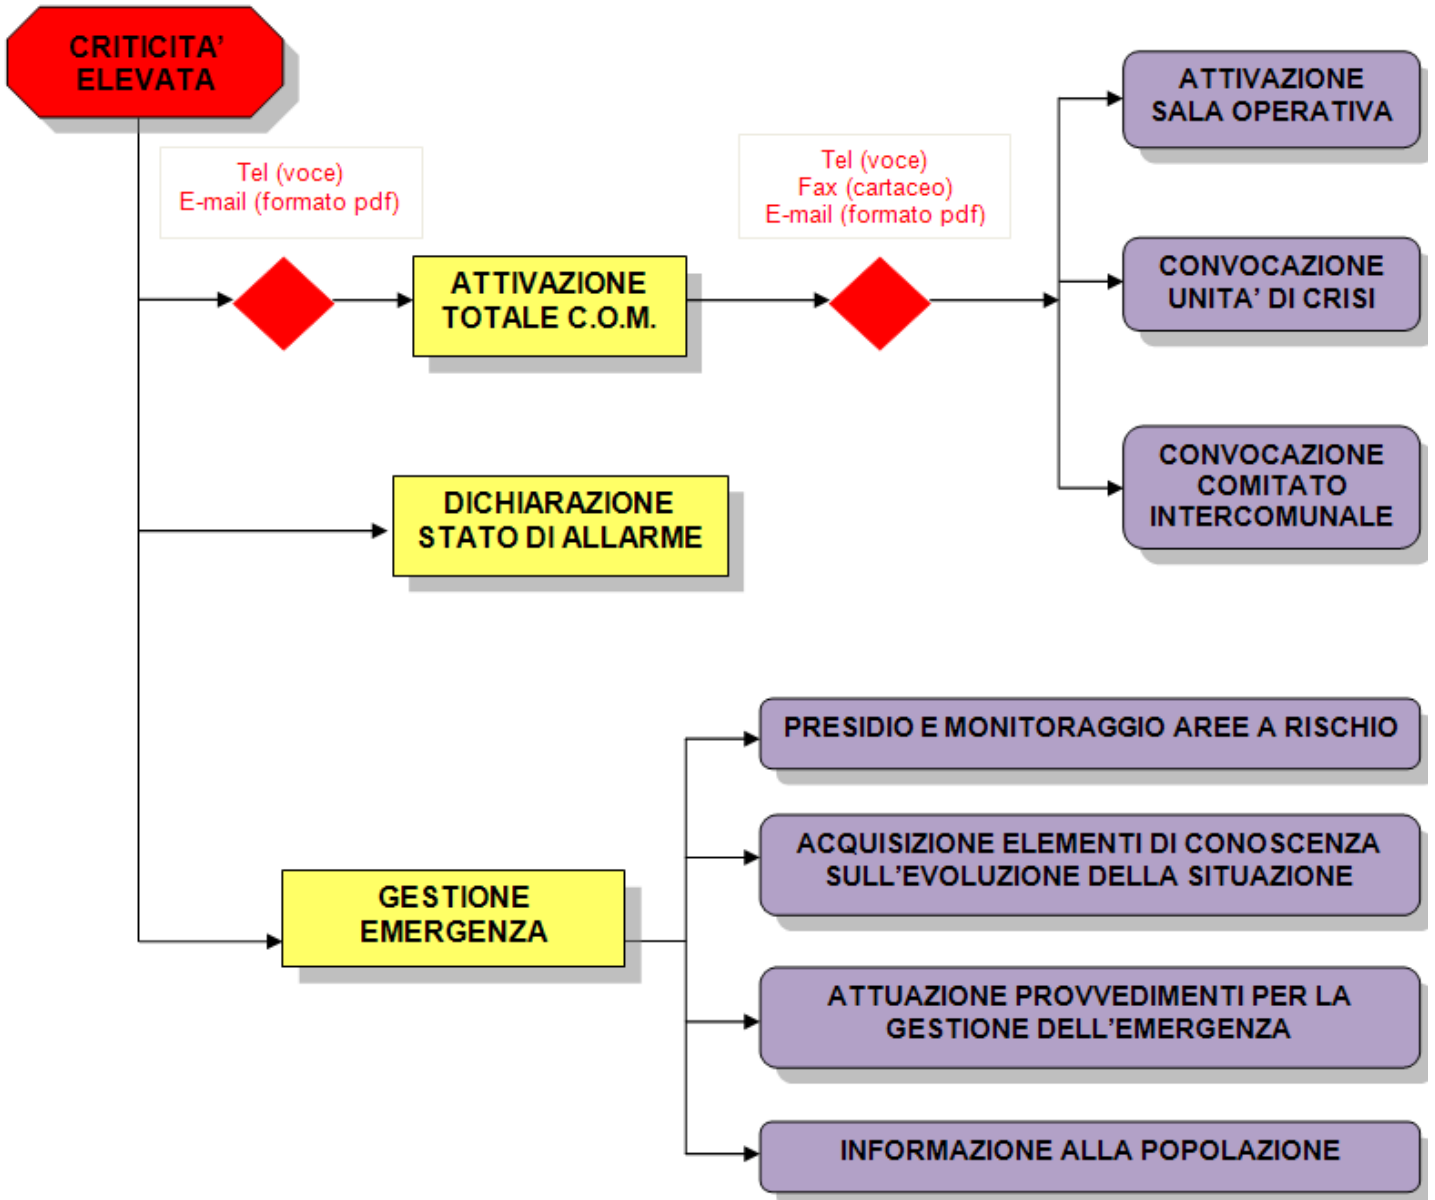 CRITICITA'
ELEVATA
Tel (voce)
E-mail (formato pdf)
ATTIVAZIONE
TOTALE C.O.M.
Tel (voce)
Fax (cartaceo)
E-mail (formato pdf)
ATTIVAZIONE
SALA OPERATIVA
CONVOCAZIONE
UNITA' DI CRISI
CONVOCAZIONE
COMITATO
INTERCOMUNALE
DICHIARAZIONE
STATO DI ALLARME
GESTIONE
EMERGENZA
PRESIDIO E MONITORAGGIO AREE A RISCHIO
ACQUISIZIONE ELEMENTI DI CONOSCENZA
SULL'EVOLUZIONE DELLA SITUAZIONE
ATTUAZIONE PROVVEDIMENTI PER LA
GESTIONE DELL'EMERGENZA
INFORMAZIONE ALLA POPOLAZIONE